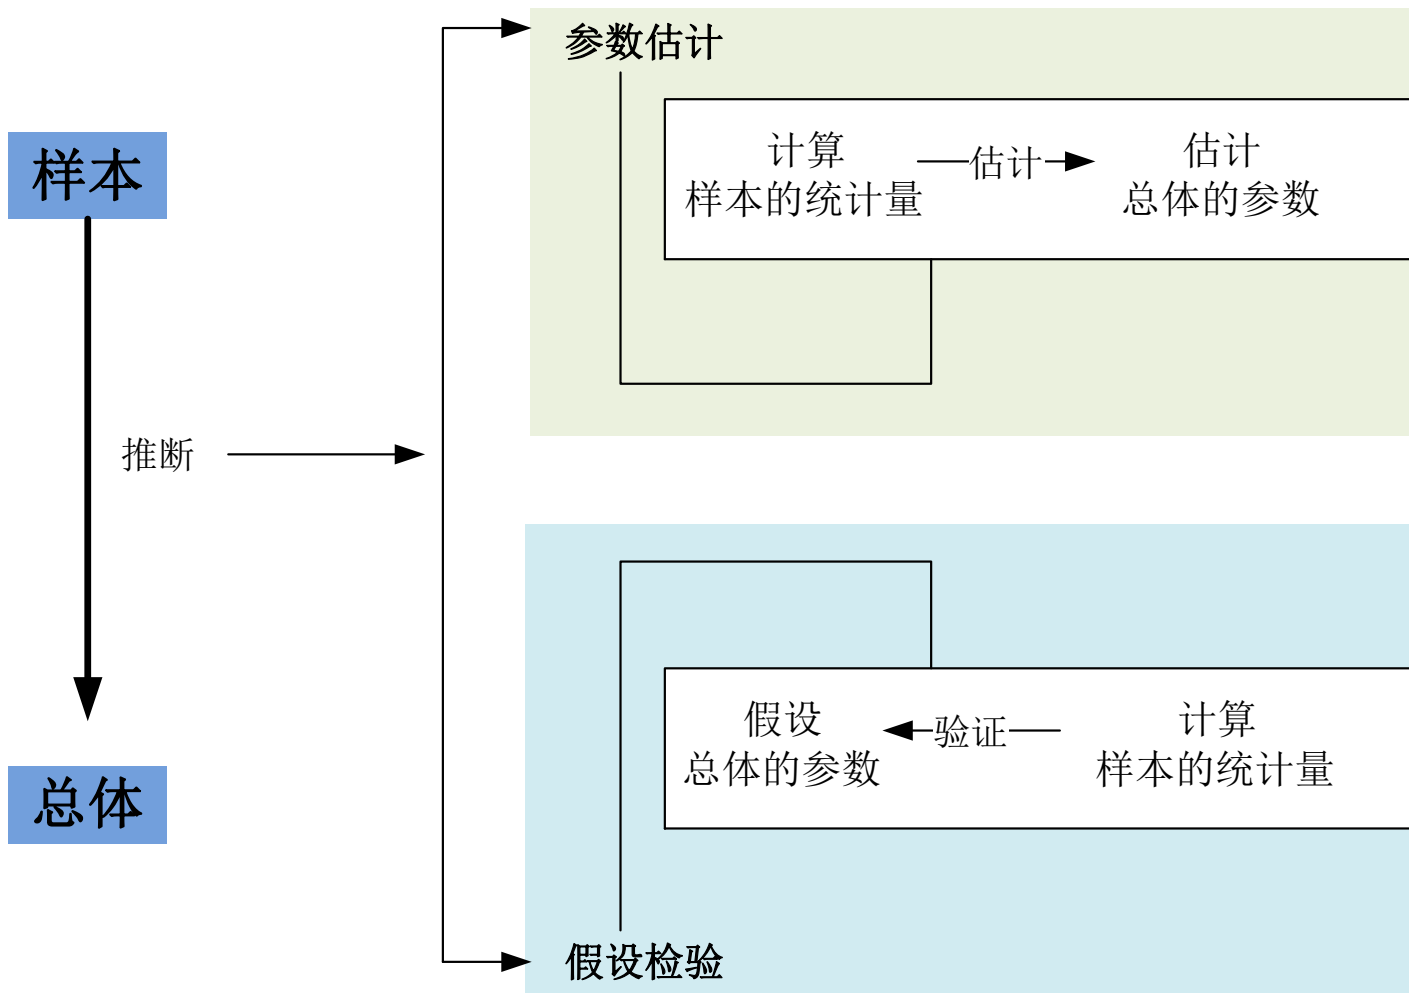 样本
推断
总体
参数估计
计算
样本的统计量
估计
估计
总体的参数
假设
总体的参数
验证
计算
样本的统计量
假设检验